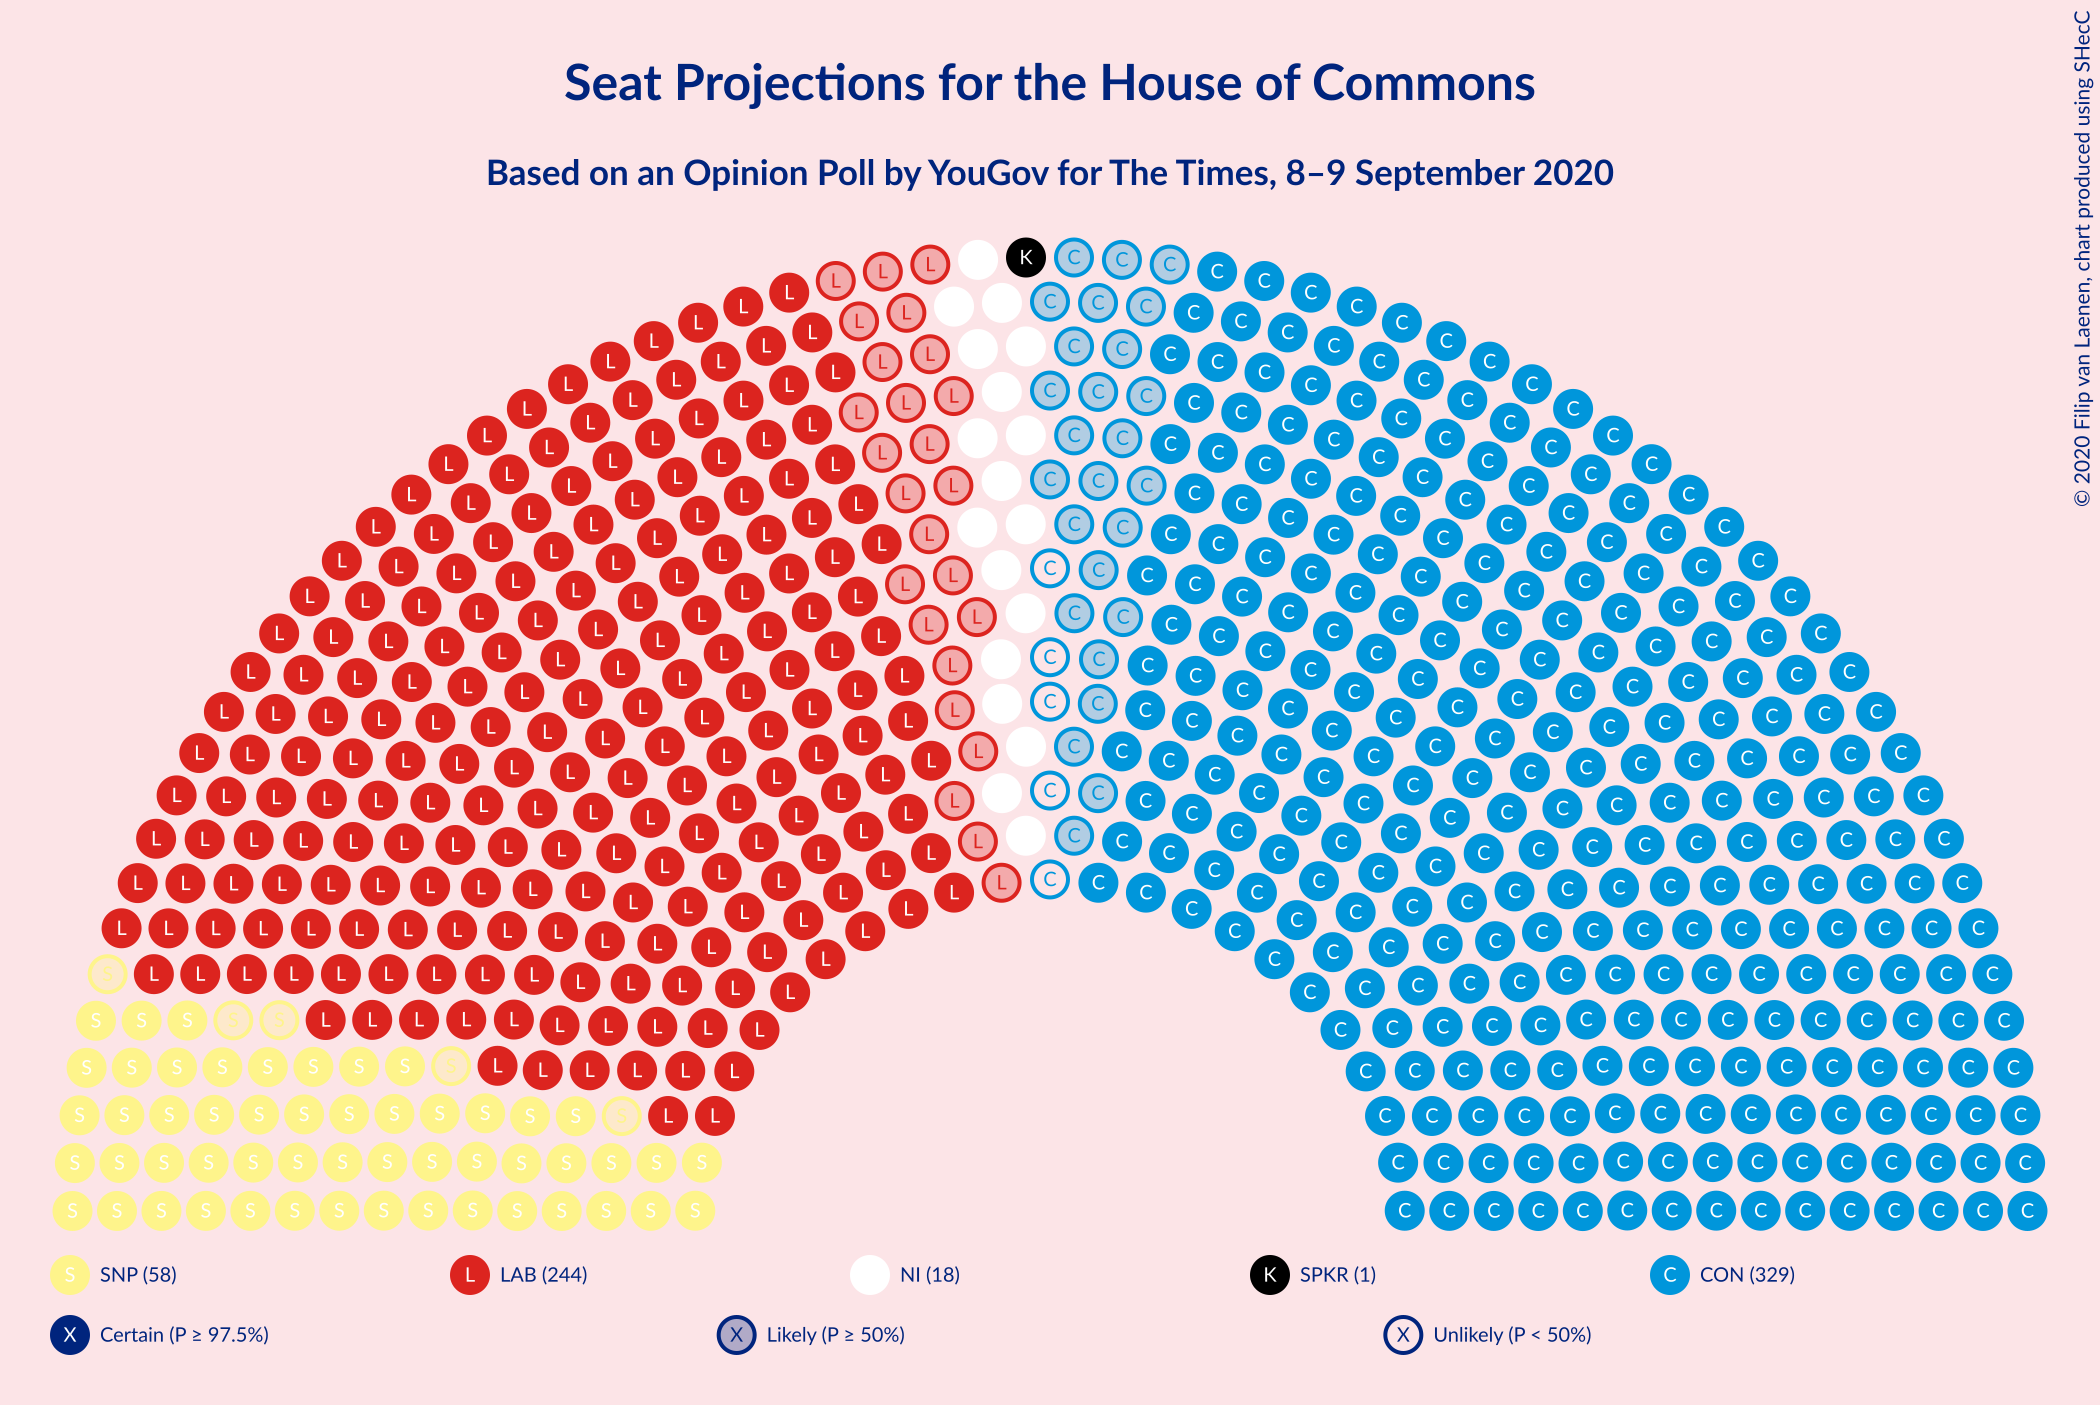 Seat Projections for the House of Commons
Based on an Opinion Poll by YouGov for The Times, 8–9 September 2020
© 2020 Filip van Laenen, chart produced using SHecC
S SNP (58)
L LAB (244)
NI (18)
K SPKR (1)
C CON (329)
X Certain (P ≥ 97.5%)
X Likely (P ≥ 50%)
X Unlikely (P < 50%)